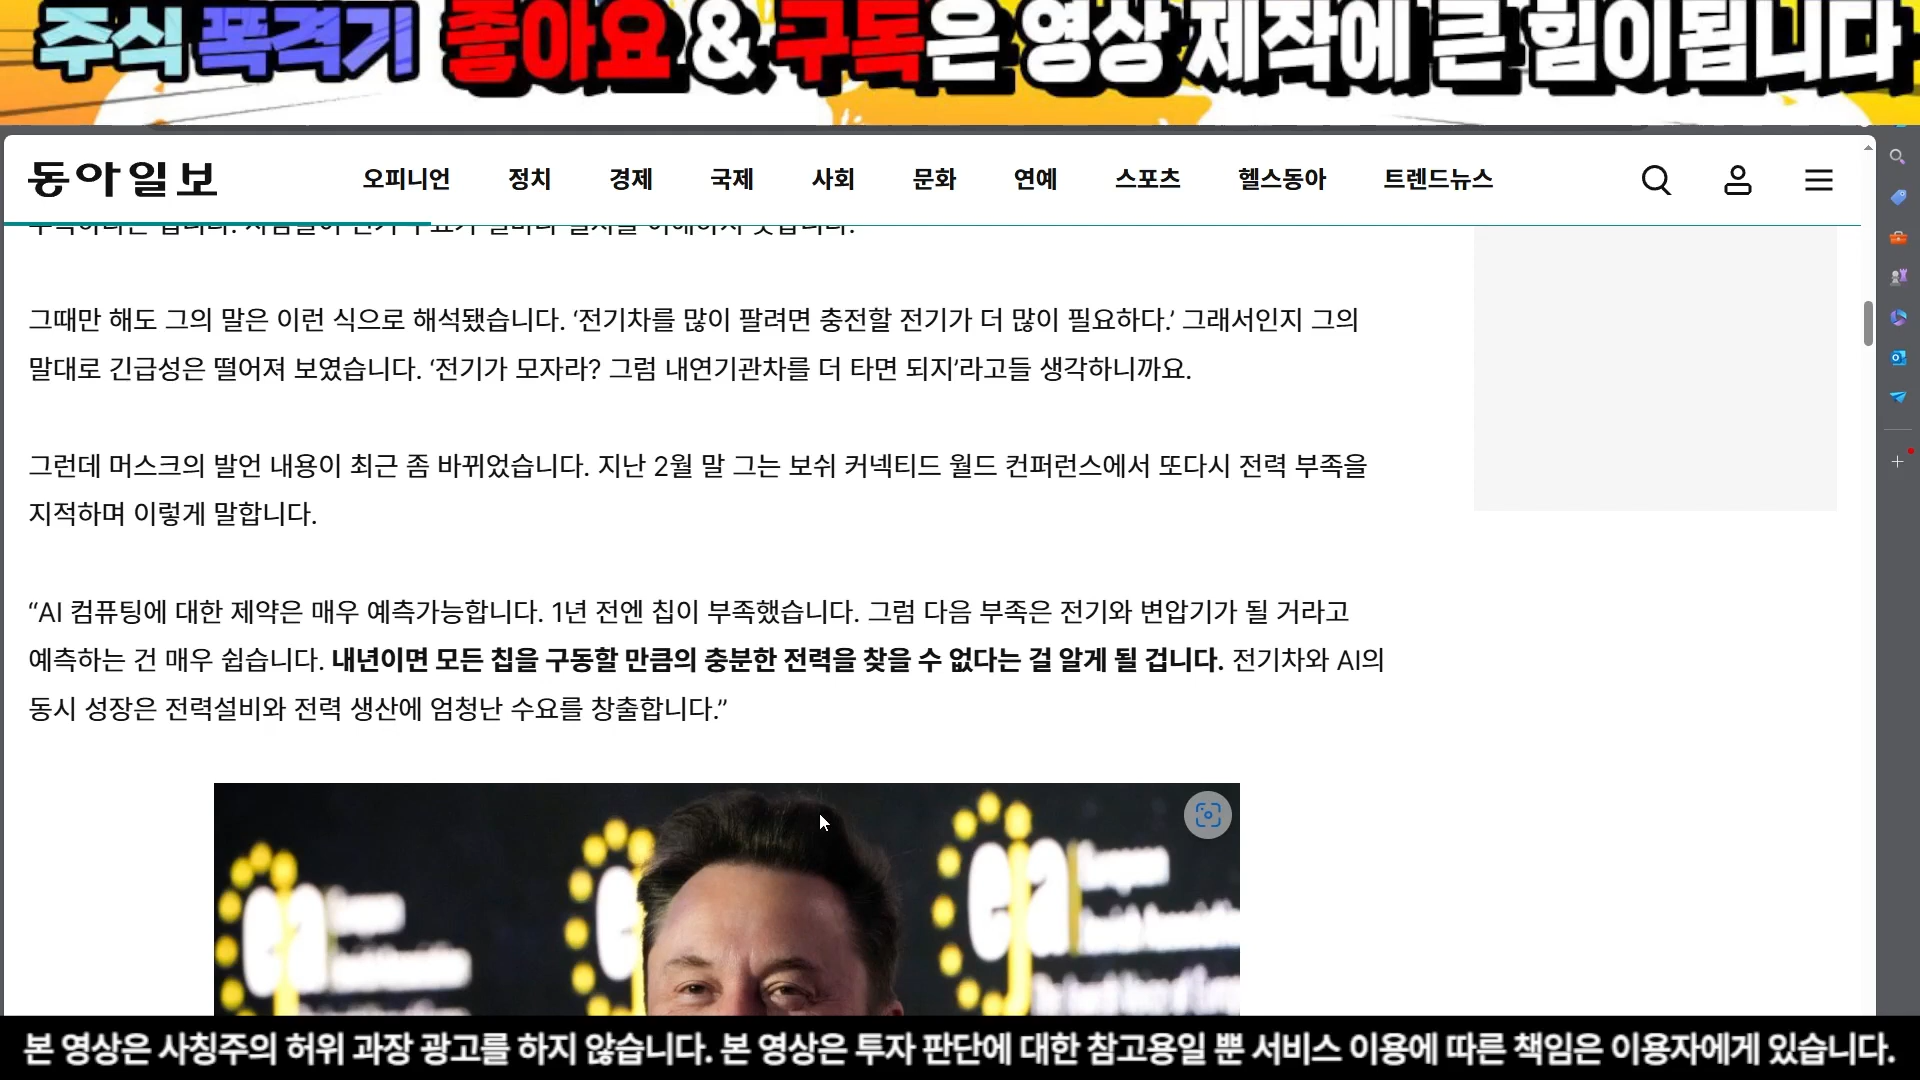 주식 폭격기 좋아요 & 구독은 영상 제작에 큰 힘이됩니다
동아일보
오피니언 정치 경제 국제 사회 문화 연예 스포츠 헬스동아 트렌드뉴스
그때만 해도 그의 말은 이런 식으로 해석됐습니다. ‘전기차를 많이 팔려면 충전할 전기가 더 많이 필요하다.’ 그래서인지 그의
말대로 긴급성은 떨어져 보였습니다. ‘전기가 모자라? 그럼 내연기관차를 더 타면 되지’라고들 생각하니까요.
그런데 머스크의 발언 내용이 최근 좀 바뀌었습니다. 지난 2월 말 그는 보쉬 커넥티드 월드 컨퍼런스에서 또다시 전력 부족을
지적하며 이렇게 말합니다.
“AI 컴퓨팅에 대한 제약은 매우 예측가능합니다. 1년 전엔 칩이 부족했습니다. 그럼 다음 부족은 전기와 변압기가 될 거라고
예측하는 건 매우 쉽습니다. 내년이면 모든 칩을 구동할 만큼의 충분한 전력을 찾을 수 없다는 걸 알게 될 겁니다. 전기차와 AI의
동시 성장은 전력설비와 전력 생산에 엄청난 수요를 창출합니다.”
본 영상은 사칭주의 허위 과장 광고를 하지 않습니다. 본 영상은 투자 판단에 대한 참고용일 뿐 서비스 이용에 따른 책임은 이용자에게 있습니다.